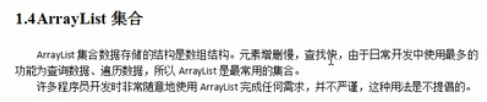 1.4ArrayList 集合
ArrayList 集合数据存储的结构是数组结构。元素增删慢，查找快，由于日常开发中使用最多的
功能为查询数据、遍历数据，所以 ArrayList 是最常用的集合。
许多程序员开发时非常随意地使用 ArrayList 完成任何需求，并不严谨，这种用法是不提倡的。